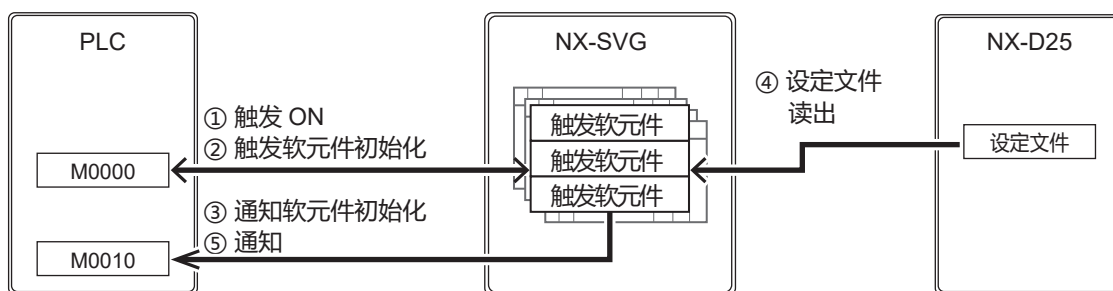 PLC
NX-SVG
NX-D25
① 触发 ON
② 触发软元件初始化
M0000
③ 通知软元件初始化
⑤ 通知
M0010
触发软元件
触发软元件
触发软元件
④ 设定文件
读出
设定文件